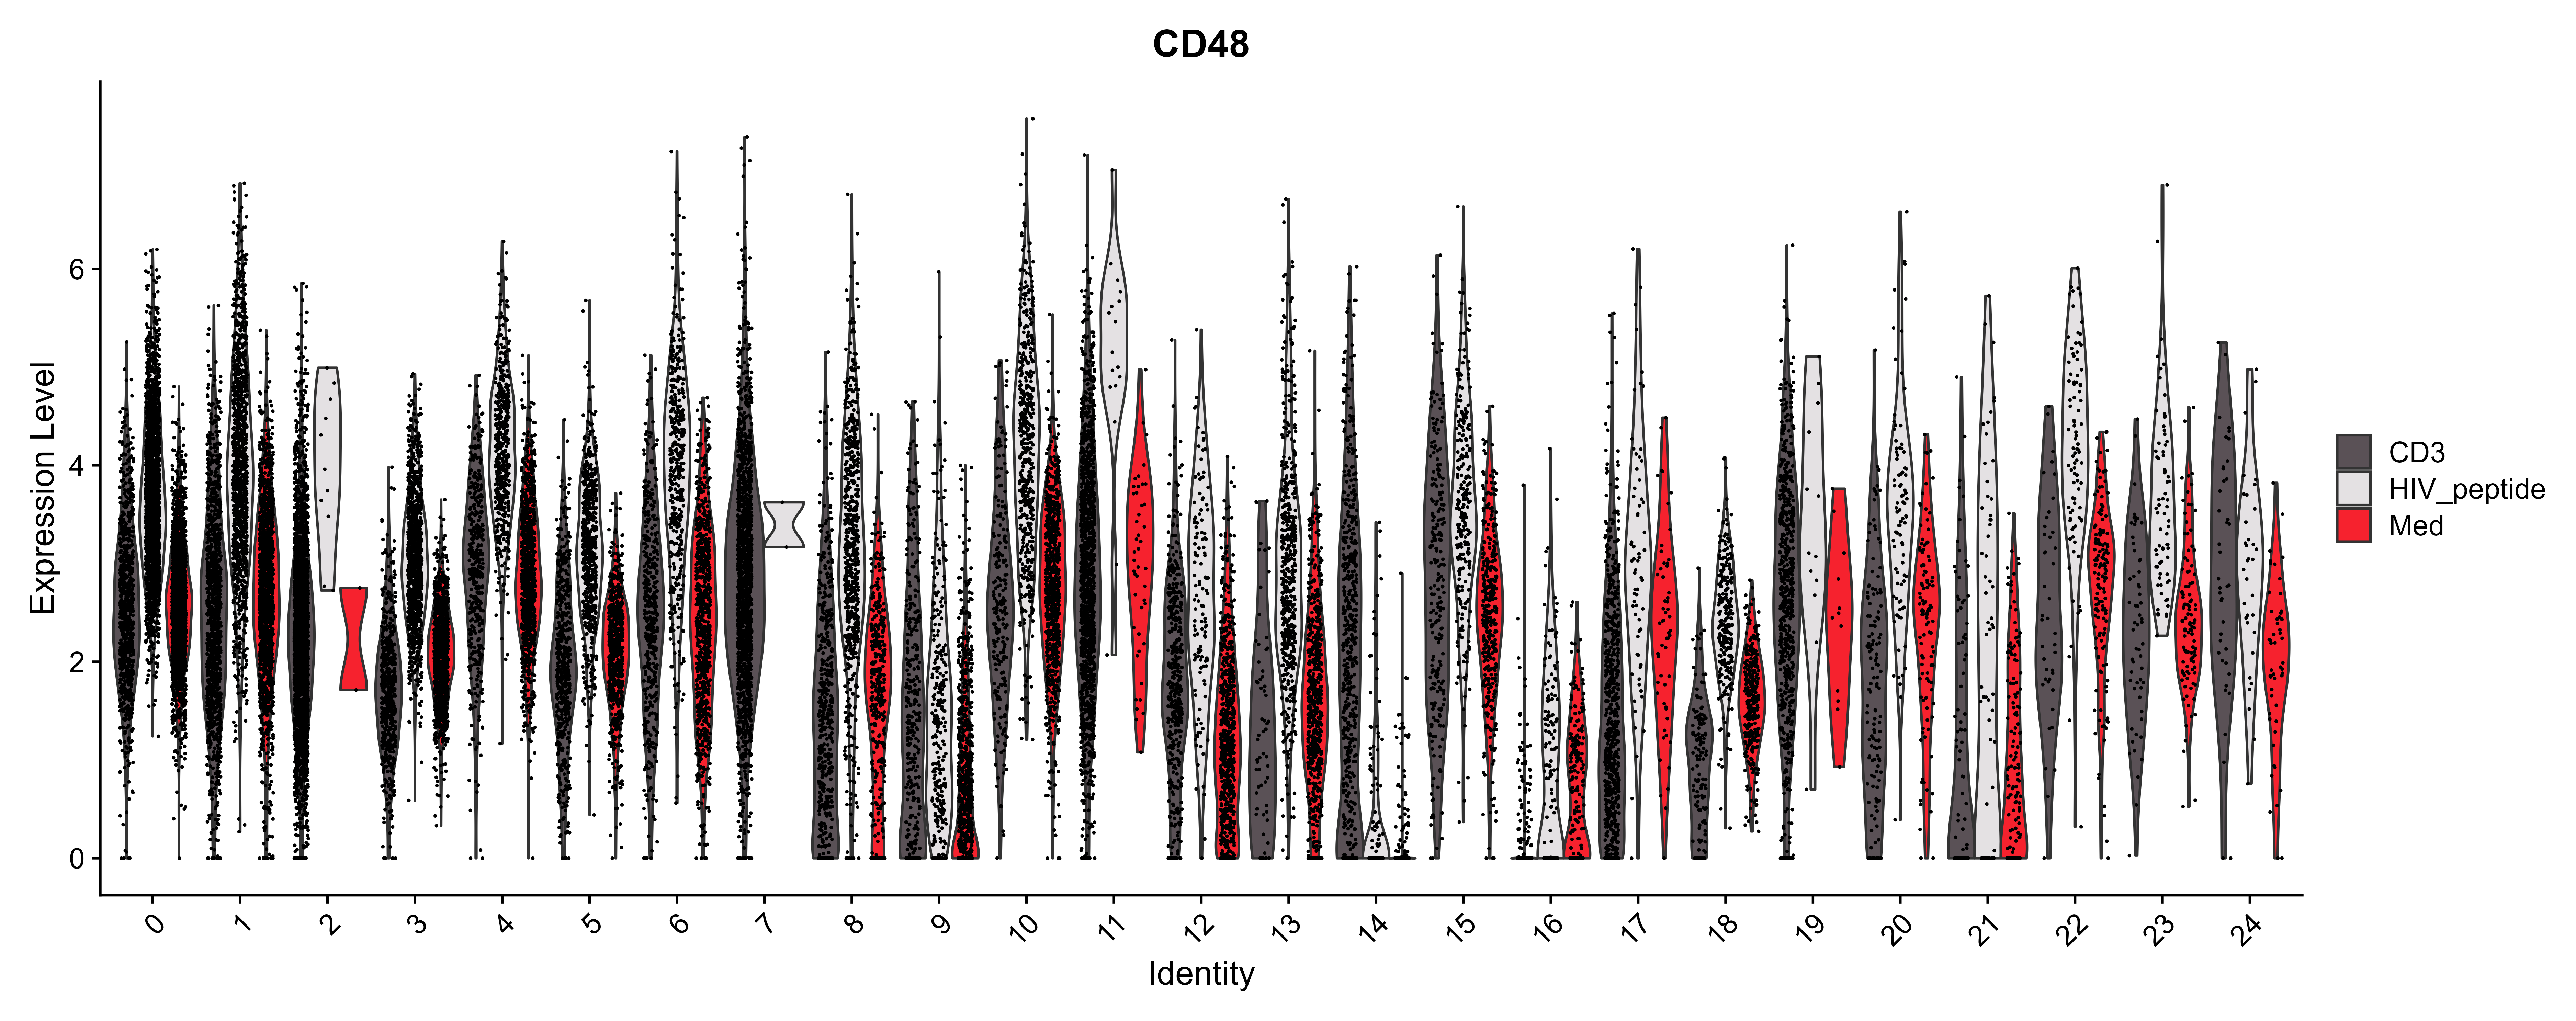 CD48
Expression Level
6
4
2
0
0 1 2 3 4 5 6 7 8 9 10 11 12 13 14 15 16 17 18 19 20 21 22 23 24
Identity
CD3
HIV_peptide
Med